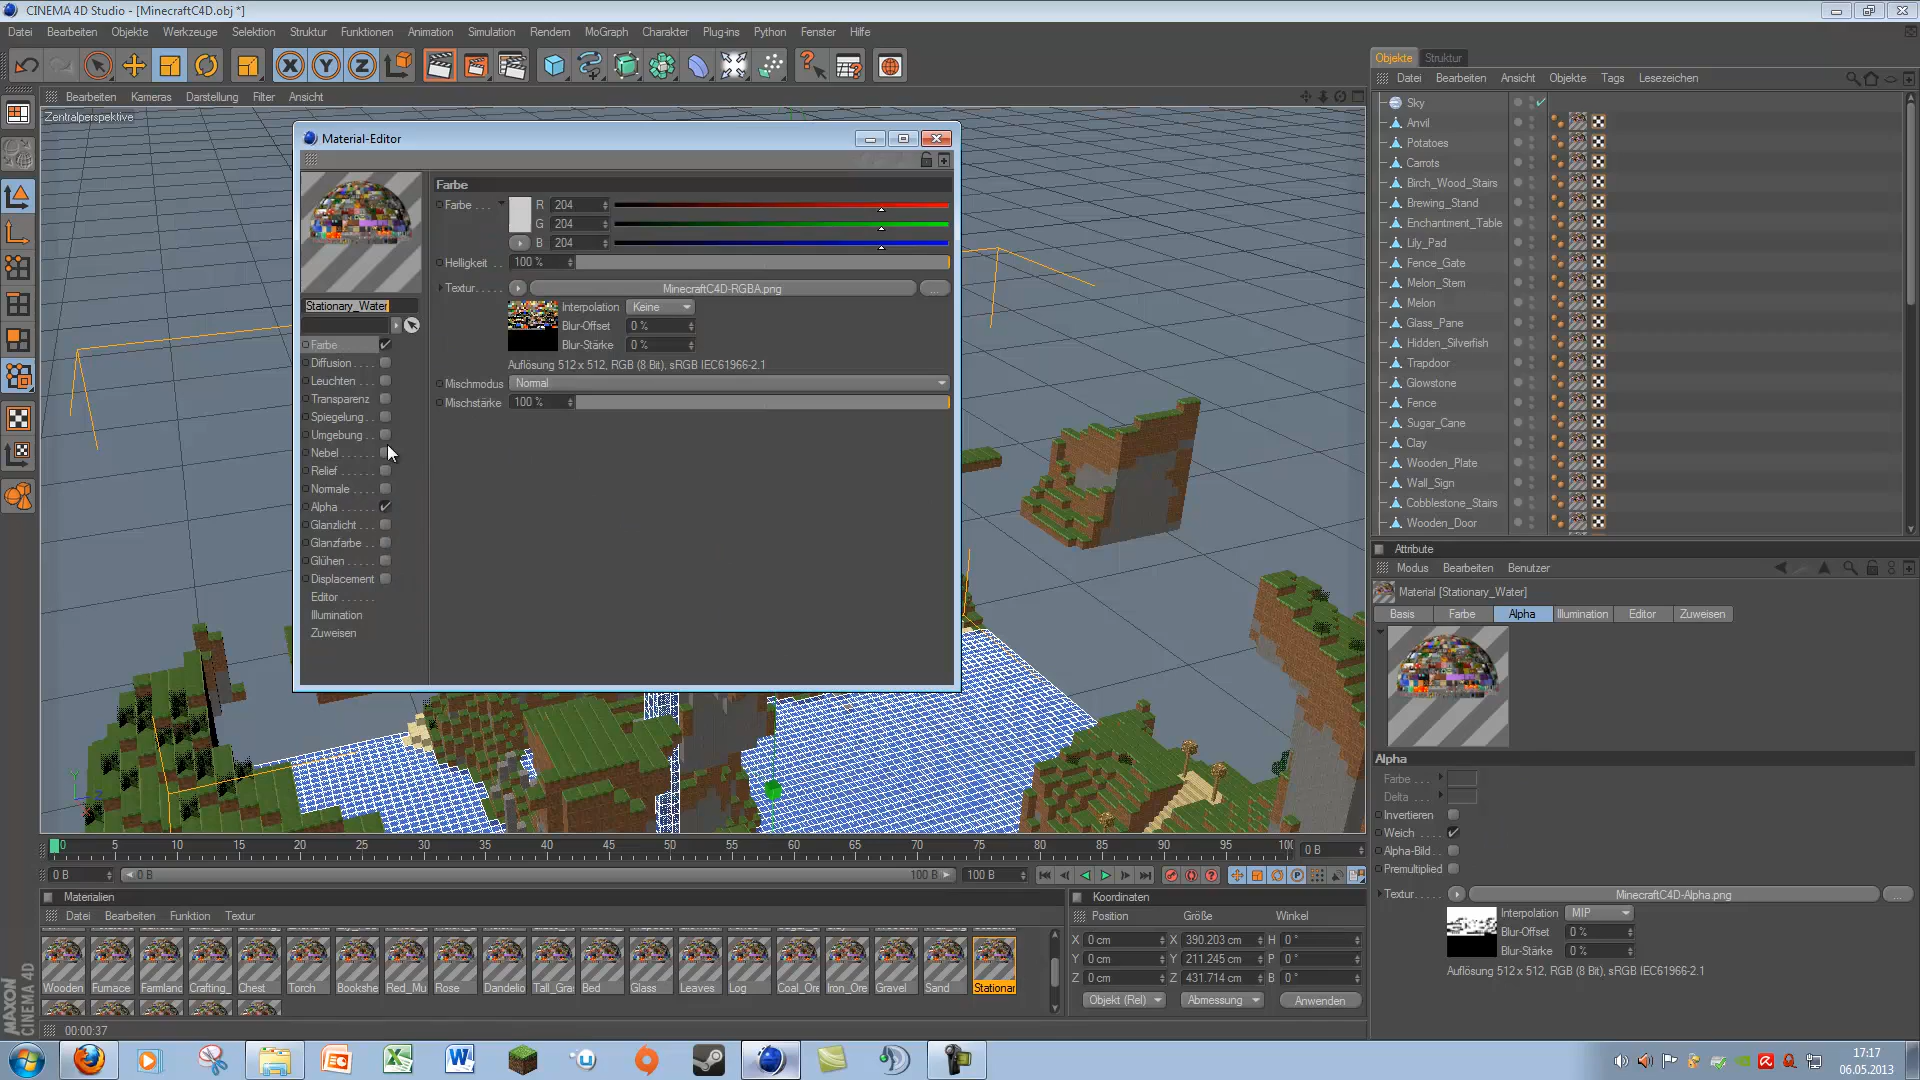 CINEMA 4D Studio - [MinecraftC4D.obj *]
Datei Bearbeiten Objekte Werkzeuge Selektion Struktur Funktionen Animation Simulation Rendern MoGraph Charakter Plug-ins Python Fenster Hilfe
Objekte Struktur
Datei Bearbeiten Ansicht Objekte Tags Lesezeichen
Bearbeiten Kameras Darstellung Filter Ansicht
Zentralperspektive
Material-Editor
Farbe
Farbe . . . R 204
G 204
B 204
Helligkeit . . 100 %
Textur. . . . . MinecraftC4D-RGBA.png
Interpolation Keine
Blur-Offset 0 %
Blur-Stärke 0 %
Auflösung 512 x 512, RGB (8 Bit), sRGB IEC61966-2.1
Mischmodus Normal
Mischstärke 100 %
Stationary_Water
Farbe
Diffusion . . . .
Leuchten . . . .
Transparenz
Spiegelung . .
Umgebung . .
Nebel . . . . . .
Relief . . . . . .
Normale . . . .
Alpha . . . . . .
Glanzlicht . . .
Glanzfarbe . .
Glühen . . . . .
Displacement
Editor . . . . . .
Illumination
Zuweisen
Sky
Anvil
Potatoes
Carrots
Birch_Wood_Stairs
Brewing_Stand
Enchantment_Table
Lily_Pad
Fence_Gate
Melon_Stem
Melon
Glass_Pane
Hidden_Silverfish
Trapdoor
Glowstone
Fence
Sugar_Cane
Clay
Wooden_Plate
Wall_Sign
Cobblestone_Stairs
Wooden_Door
Attribute
Modus Bearbeiten Benutzer
Material [Stationary_Water]
Basis Farbe Alpha Illumination Editor Zuweisen
Alpha
Farbe . . .
Delta . . .
Invertieren
Weich . . . .
Alpha-Bild . .
Premultiplied
Textur. . . . . MinecraftC4D-Alpha.png
Interpolation MIP
Blur-Offset 0 %
Blur-Stärke 0 %
Auflösung 512 x 512, RGB (8 Bit), sRGB IEC61966-2.1
0 5 10 15 20 25 30 35 40 45 50 55 60 65 70 75 80 85 90 95 100 0 B
0 B 0 B 100 B 100 B
Materialien
Datei Bearbeiten Funktion Textur
Wooden Furnace Farmland Crafting_ Chest Torch Bookshe Red_Mu Rose Dandelio Tall_Gras Bed Glass Leaves Log Coal_Ore Iron_Ore Gravel Sand Stationar
Koordinaten
Position Größe Winkel
X 0 cm X 390.203 cm H 0 °
Y 0 cm Y 211.245 cm P 0 °
Z 0 cm Z 431.714 cm B 0 °
Objekt (Rel) Abmessung Anwenden
MAXON
CINEMA 4D
00:00:37
17:17
06.05.2013